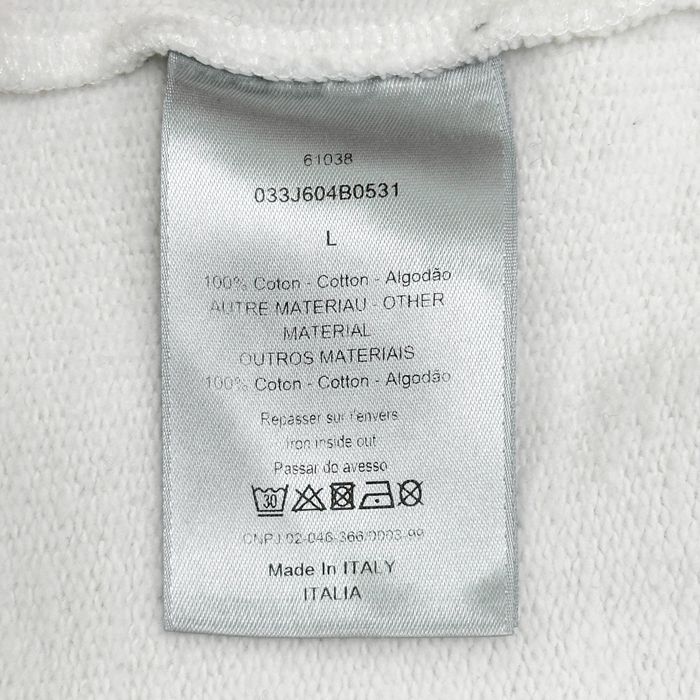 61038
033J604B0531
L
100% Coton - Cotton - Algodão
AUTRE MATERIAU - OTHER
MATERIAL
OUTROS MATERIAIS
100% Coton - Cotton - Algodão
Repasser sur l'envers
Iron inside out
Passar do avesso
30
CNPJ 02-046-366/0003-99
Made In ITALY
ITALIA